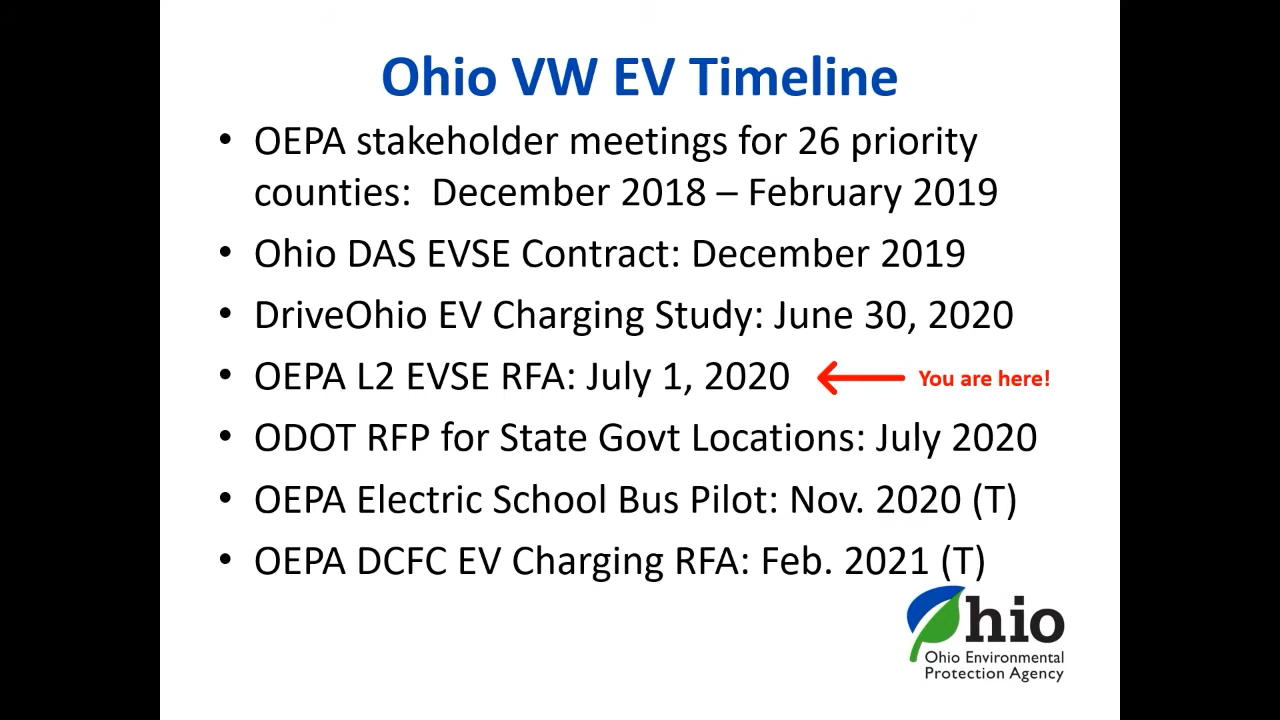 Ohio VW EV Timeline
• OEPA stakeholder meetings for 26 priority
counties: December 2018 – February 2019
• Ohio DAS EVSE Contract: December 2019
• DriveOhio EV Charging Study: June 30, 2020
• OEPA L2 EVSE RFA: July 1, 2020 You are here!
• ODOT RFP for State Govt Locations: July 2020
• OEPA Electric School Bus Pilot: Nov. 2020 (T)
• OEPA DCFC EV Charging RFA: Feb. 2021 (T)
Ohio
Ohio Environmental
Protection Agency